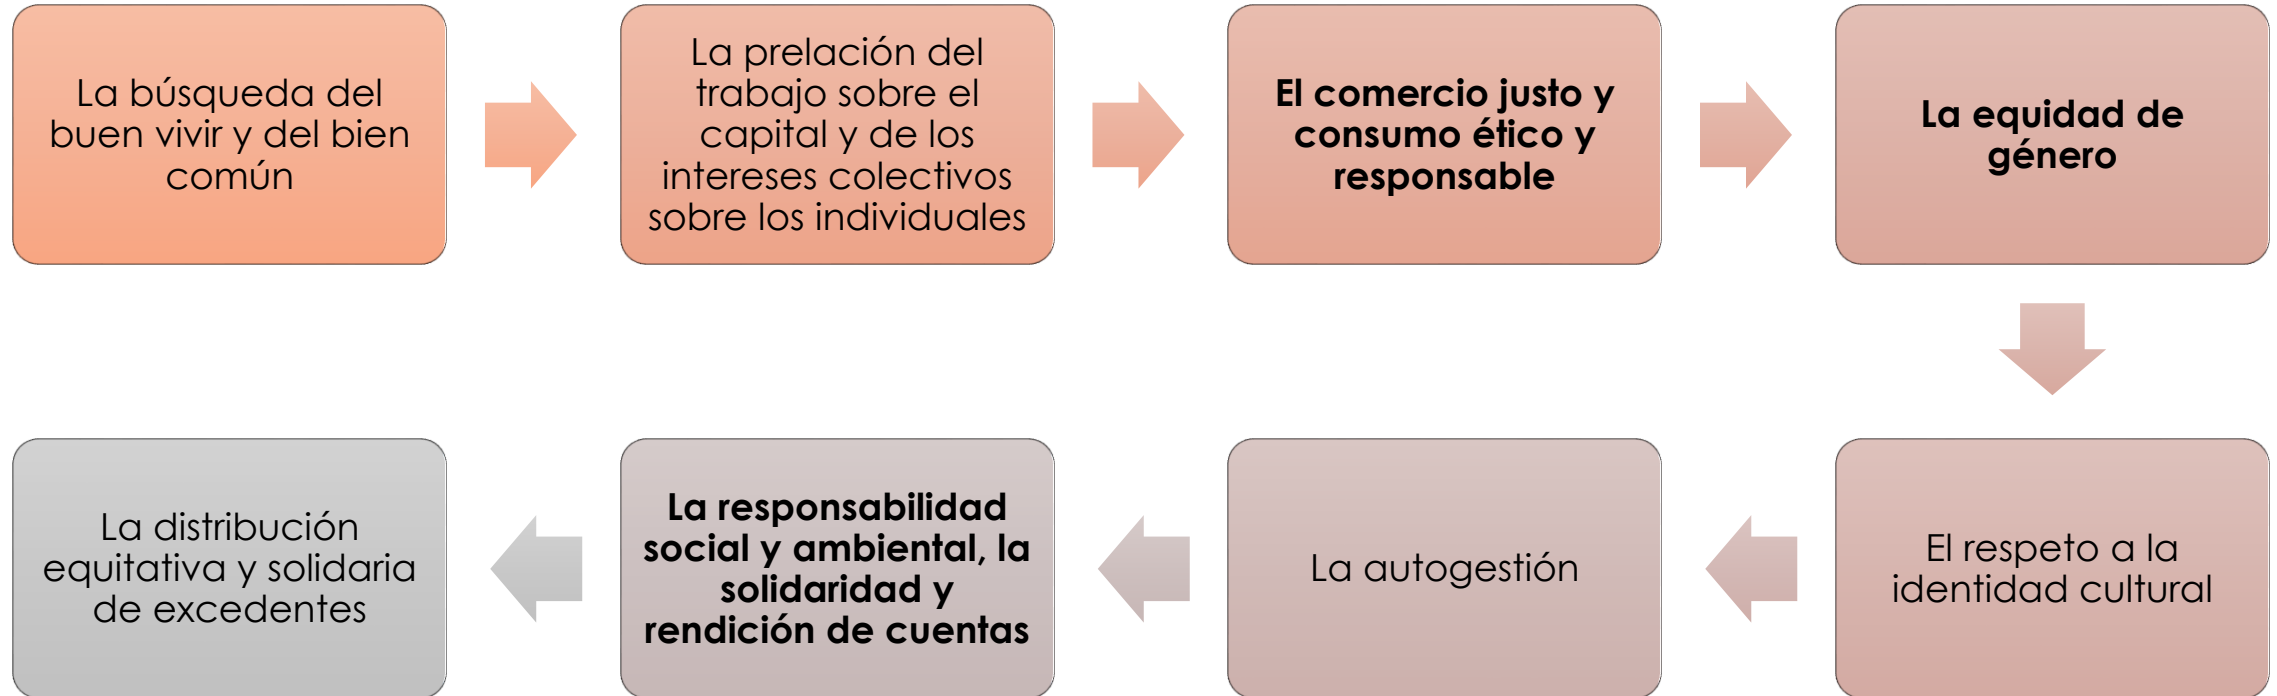 La búsqueda del
buen vivir y del bien
común
La prelación del
trabajo sobre el
capital y de los
intereses colectivos
sobre los individuales
El comercio justo y
consumo ético y
responsable
La equidad de
género
El respeto a la
identidad cultural
La autogestión
La responsabilidad
social y ambiental, la
solidaridad y
rendición de cuentas
La distribución
equitativa y solidaria
de excedentes